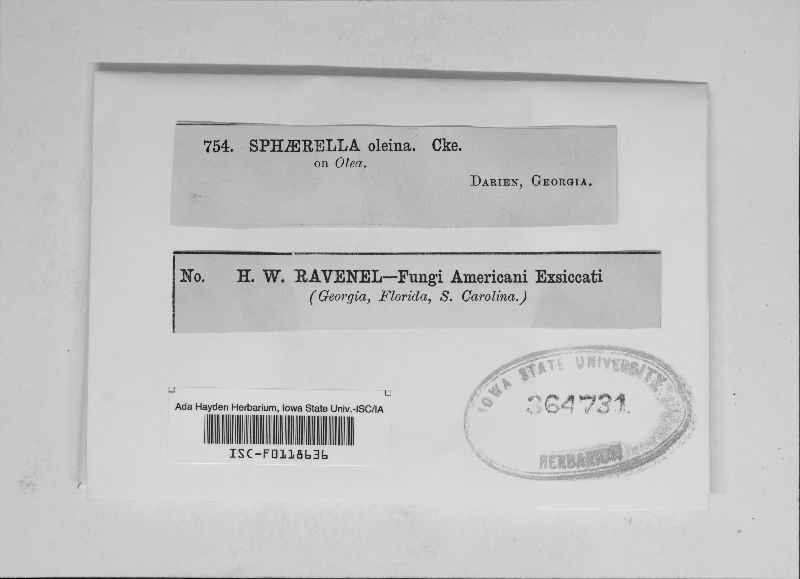 754. SPHÆRELLA oleina. Cke.
on Olea.
DARIEN, GEORGIA.
No. H. W. RAVENEL—Fungi Americani Exsiccati
(Georgia, Florida, S. Carolina.)
IOWA STATE UNIVERSITY
364731
HERBARIUM
Ada Hayden Herbarium, Iowa State Univ.-ISC/IA
ISC-F0118636